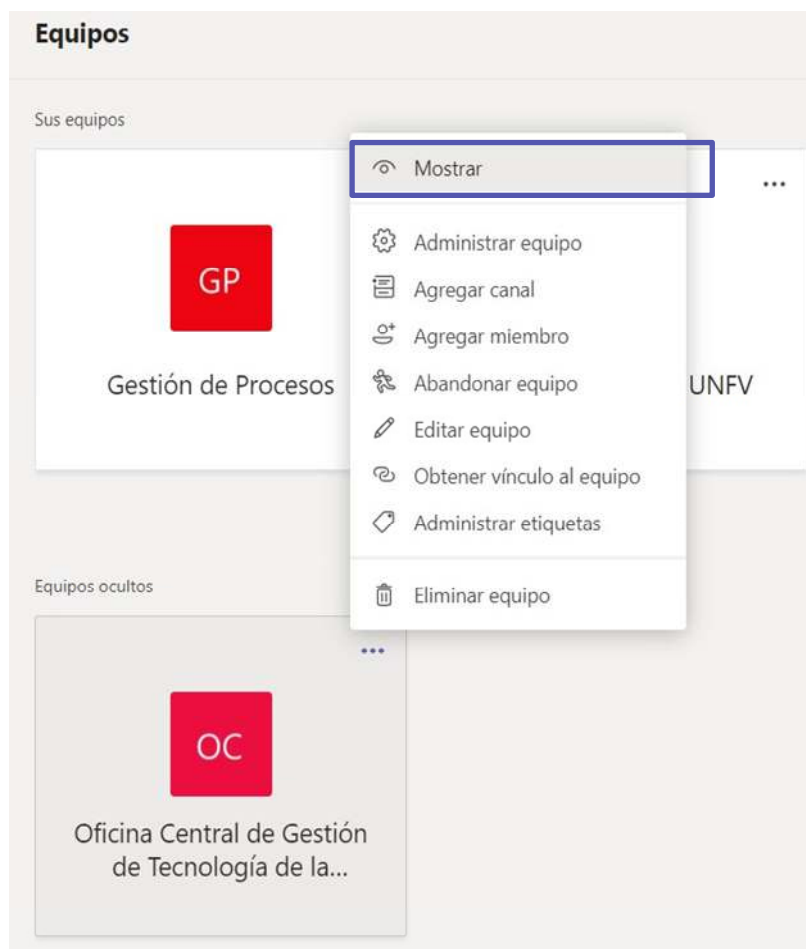 Equipos
Sus equipos
GP
Gestión de Procesos
UNFV
Mostrar
Administrar equipo
Agregar canal
Agregar miembro
Abandonar equipo
Editar equipo
Obtener vínculo al equipo
Administrar etiquetas
Eliminar equipo
Equipos ocultos
OC
Oficina Central de Gestión
de Tecnología de la...